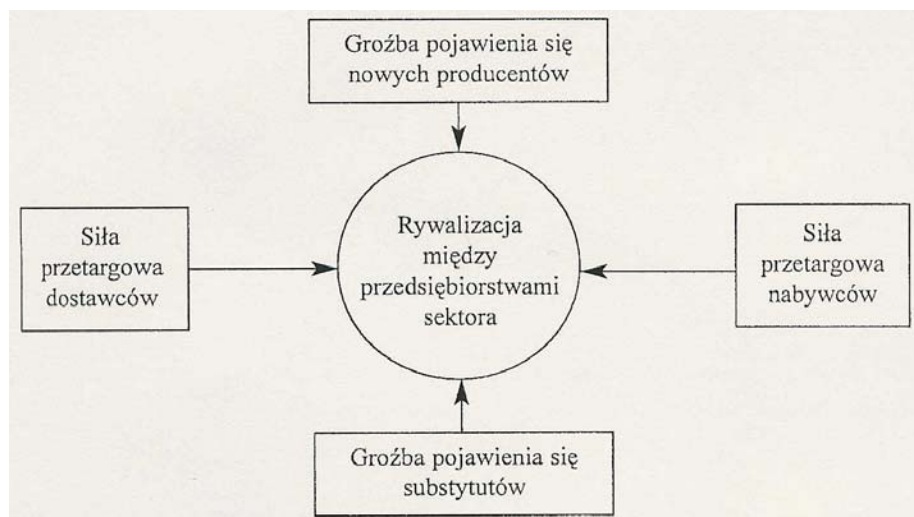 Groźba pojawienia się
nowych producentów
Siła
przetargowa
dostawców
Rywalizacja
między
przedsiębiorstwami
sektora
Siła
przetargowa
nabywców
Groźba pojawienia się
substytutów